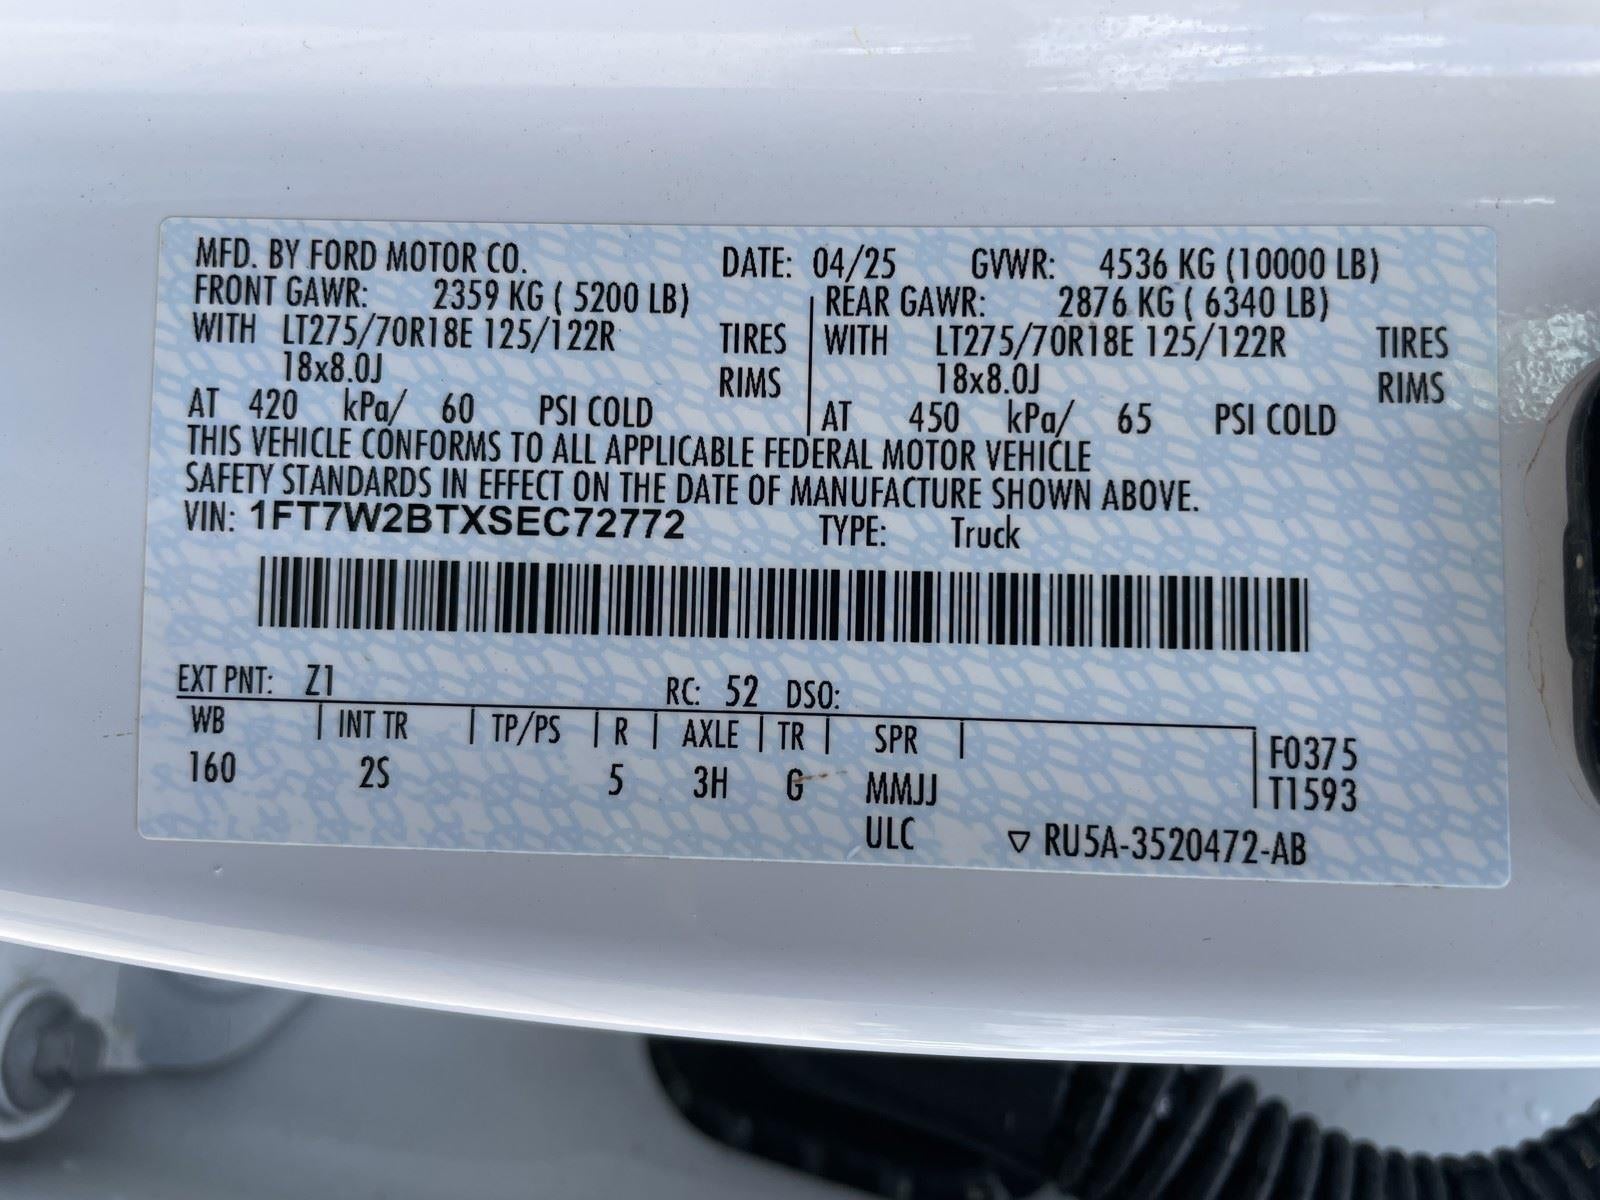 MFD. BY FORD MOTOR CO. DATE: 04/25 GVWR: 4536 KG (10000 LB)
FRONT GAWR: 2359 KG ( 5200 LB) REAR GAWR: 2876 KG ( 6340 LB)
WITH LT275/70R18E 125/122R TIRES WITH LT275/70R18E 125/122R TIRES
18x8.0J RIMS 18x8.0J RIMS
AT 420 kPa/ 60 PSI COLD AT 450 kPa/ 65 PSI COLD
THIS VEHICLE CONFORMS TO ALL APPLICABLE FEDERAL MOTOR VEHICLE
SAFETY STANDARDS IN EFFECT ON THE DATE OF MANUFACTURE SHOWN ABOVE.
VIN: 1FT7W2BTXSEC72772 TYPE: Truck
EXT PNT: Z1 RC: 52 DSO:
WB | INT TR | TP/PS | R | AXLE | TR | SPR | F0375
160 2S 5 3H G MMJJ T1593
ULC ▽ RU5A-3520472-AB